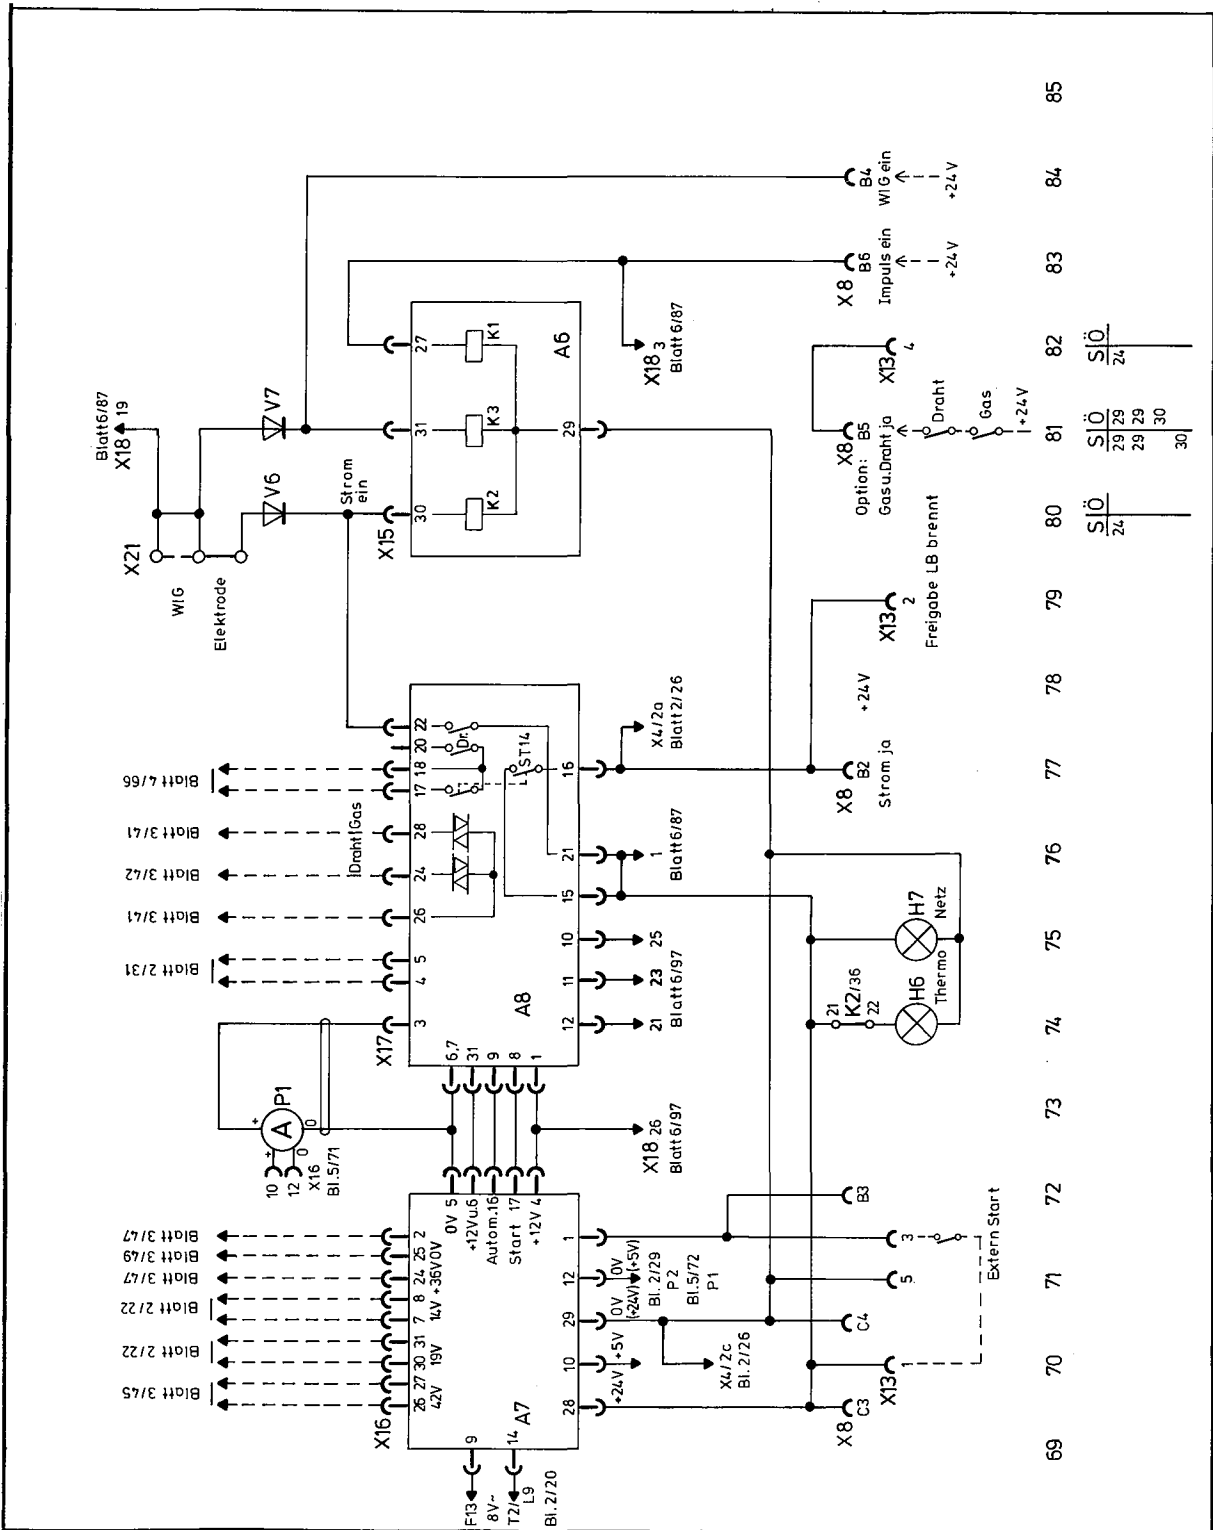 Blatt 3/45
Blatt 2/22
Blatt 2/22
Blatt 3/47
Blatt 3/49
Blatt 3/47
Blatt 2/31
Blatt 3/41
Blatt 3/42
Blatt 3/41
Blatt 4/66
Blatt 6/87
X18 19
X21
WIG
Elektrode
V6
V7
10
12
X16
Bl.5/71
+
0
+
0
A
P1
Strom
ein
Draht
Gas
X16
26
27
30
31
7
8
24
25
2
42V
19V
14V
+36V
0V
X17
3
4
5
26
24
28
17
18
20
22
X15
30
31
27
K2
K3
K1
A6
29
Dr.
ST14
F13
8V~
T2/
L9
Bl. 2/20
9
14
A7
0V 5
+12Vu.6
Autom.16
Start 17
+12V 4
6,7
31
9
8
1
A8
28
10
29
12
1
12
11
10
15
21
16
+24V
+5V
0V
(+24V)
0V
(+5V)
Bl. 2/29
P2
Bl.5/72
P1
X4/2c
Bl. 2/26
X18 26
Blatt 6/97
21
23
25
Blatt 6/97
1
Blatt 6/87
X4/2a
Blatt 2/26
X18 3
Blatt 6/87
X8
C3
C4
B3
X13
1
5
3
Extern Start
21
K2/36
22
H6
Thermo
H7
Netz
X8
B2
Strom ja
+24V
X13
2
Freigabe LB brennt
X8
B5
Option:
Gas u. Draht ja
Draht
Gas
+24V
X13
4
X8
B6
Impuls ein
+24V
B4
WIG ein
+24V
69
70
71
72
73
74
75
76
77
78
79
80
81
82
83
84
85
S Ö
24
S Ö
29 29
29 29
30
30
S Ö
24